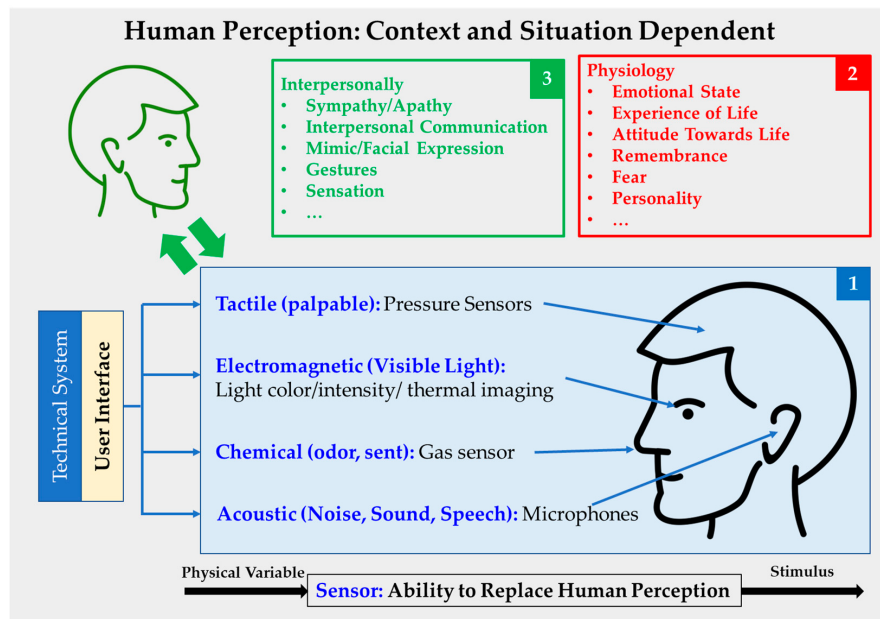 Human Perception: Context and Situation Dependent
Interpersonally
3
• Sympathy/Apathy
• Interpersonal Communication
• Mimic/Facial Expression
• Gestures
• Sensation
• …
Physiology
2
• Emotional State
• Experience of Life
• Attitude Towards Life
• Remembrance
• Fear
• Personality
• …
1
Technical System
User Interface
Tactile (palpable): Pressure Sensors
Electromagnetic (Visible Light):
Light color/intensity/ thermal imaging
Chemical (odor, sent): Gas sensor
Acoustic (Noise, Sound, Speech): Microphones
Physical Variable
Sensor: Ability to Replace Human Perception
Stimulus